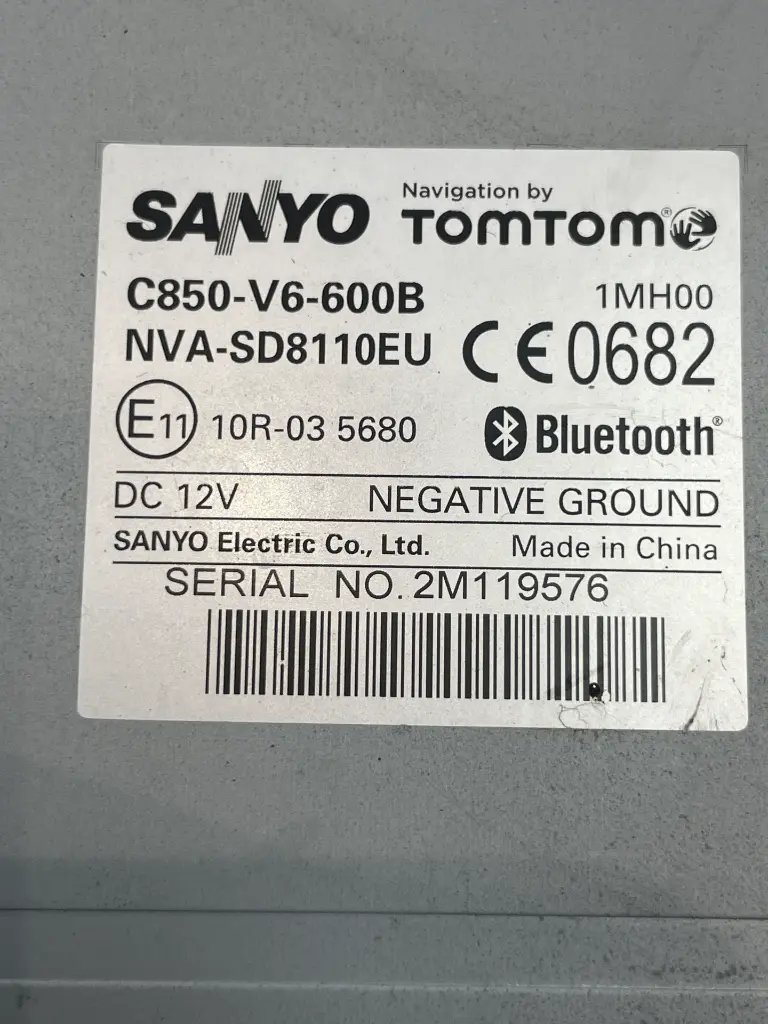 SANYO
Navigation by
TOMTOM®
C850-V6-600B 1MH00
NVA-SD8110EU CE0682
E11 10R-03 5680 Bluetooth®
DC 12V NEGATIVE GROUND
SANYO Electric Co., Ltd. Made in China
SERIAL NO. 2M119576